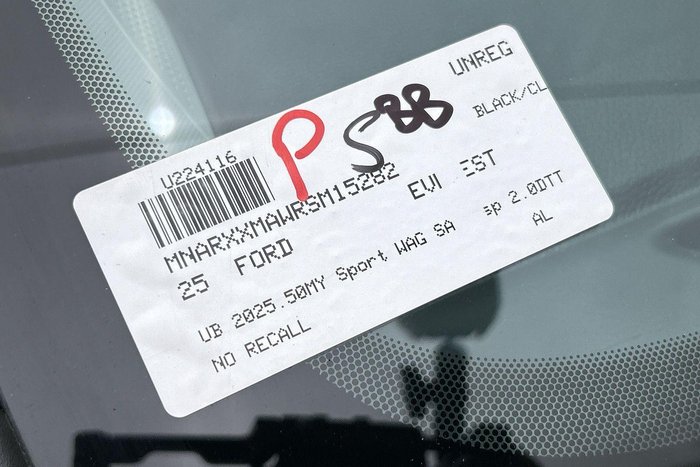 UNREG
P SBB
BLACK/CL
U224116
MNARXXMAWRSM15282
25 FORD EVI EST
UB 2025.50MY Sport WAG SA 2.0DTT
NO RECALL AL